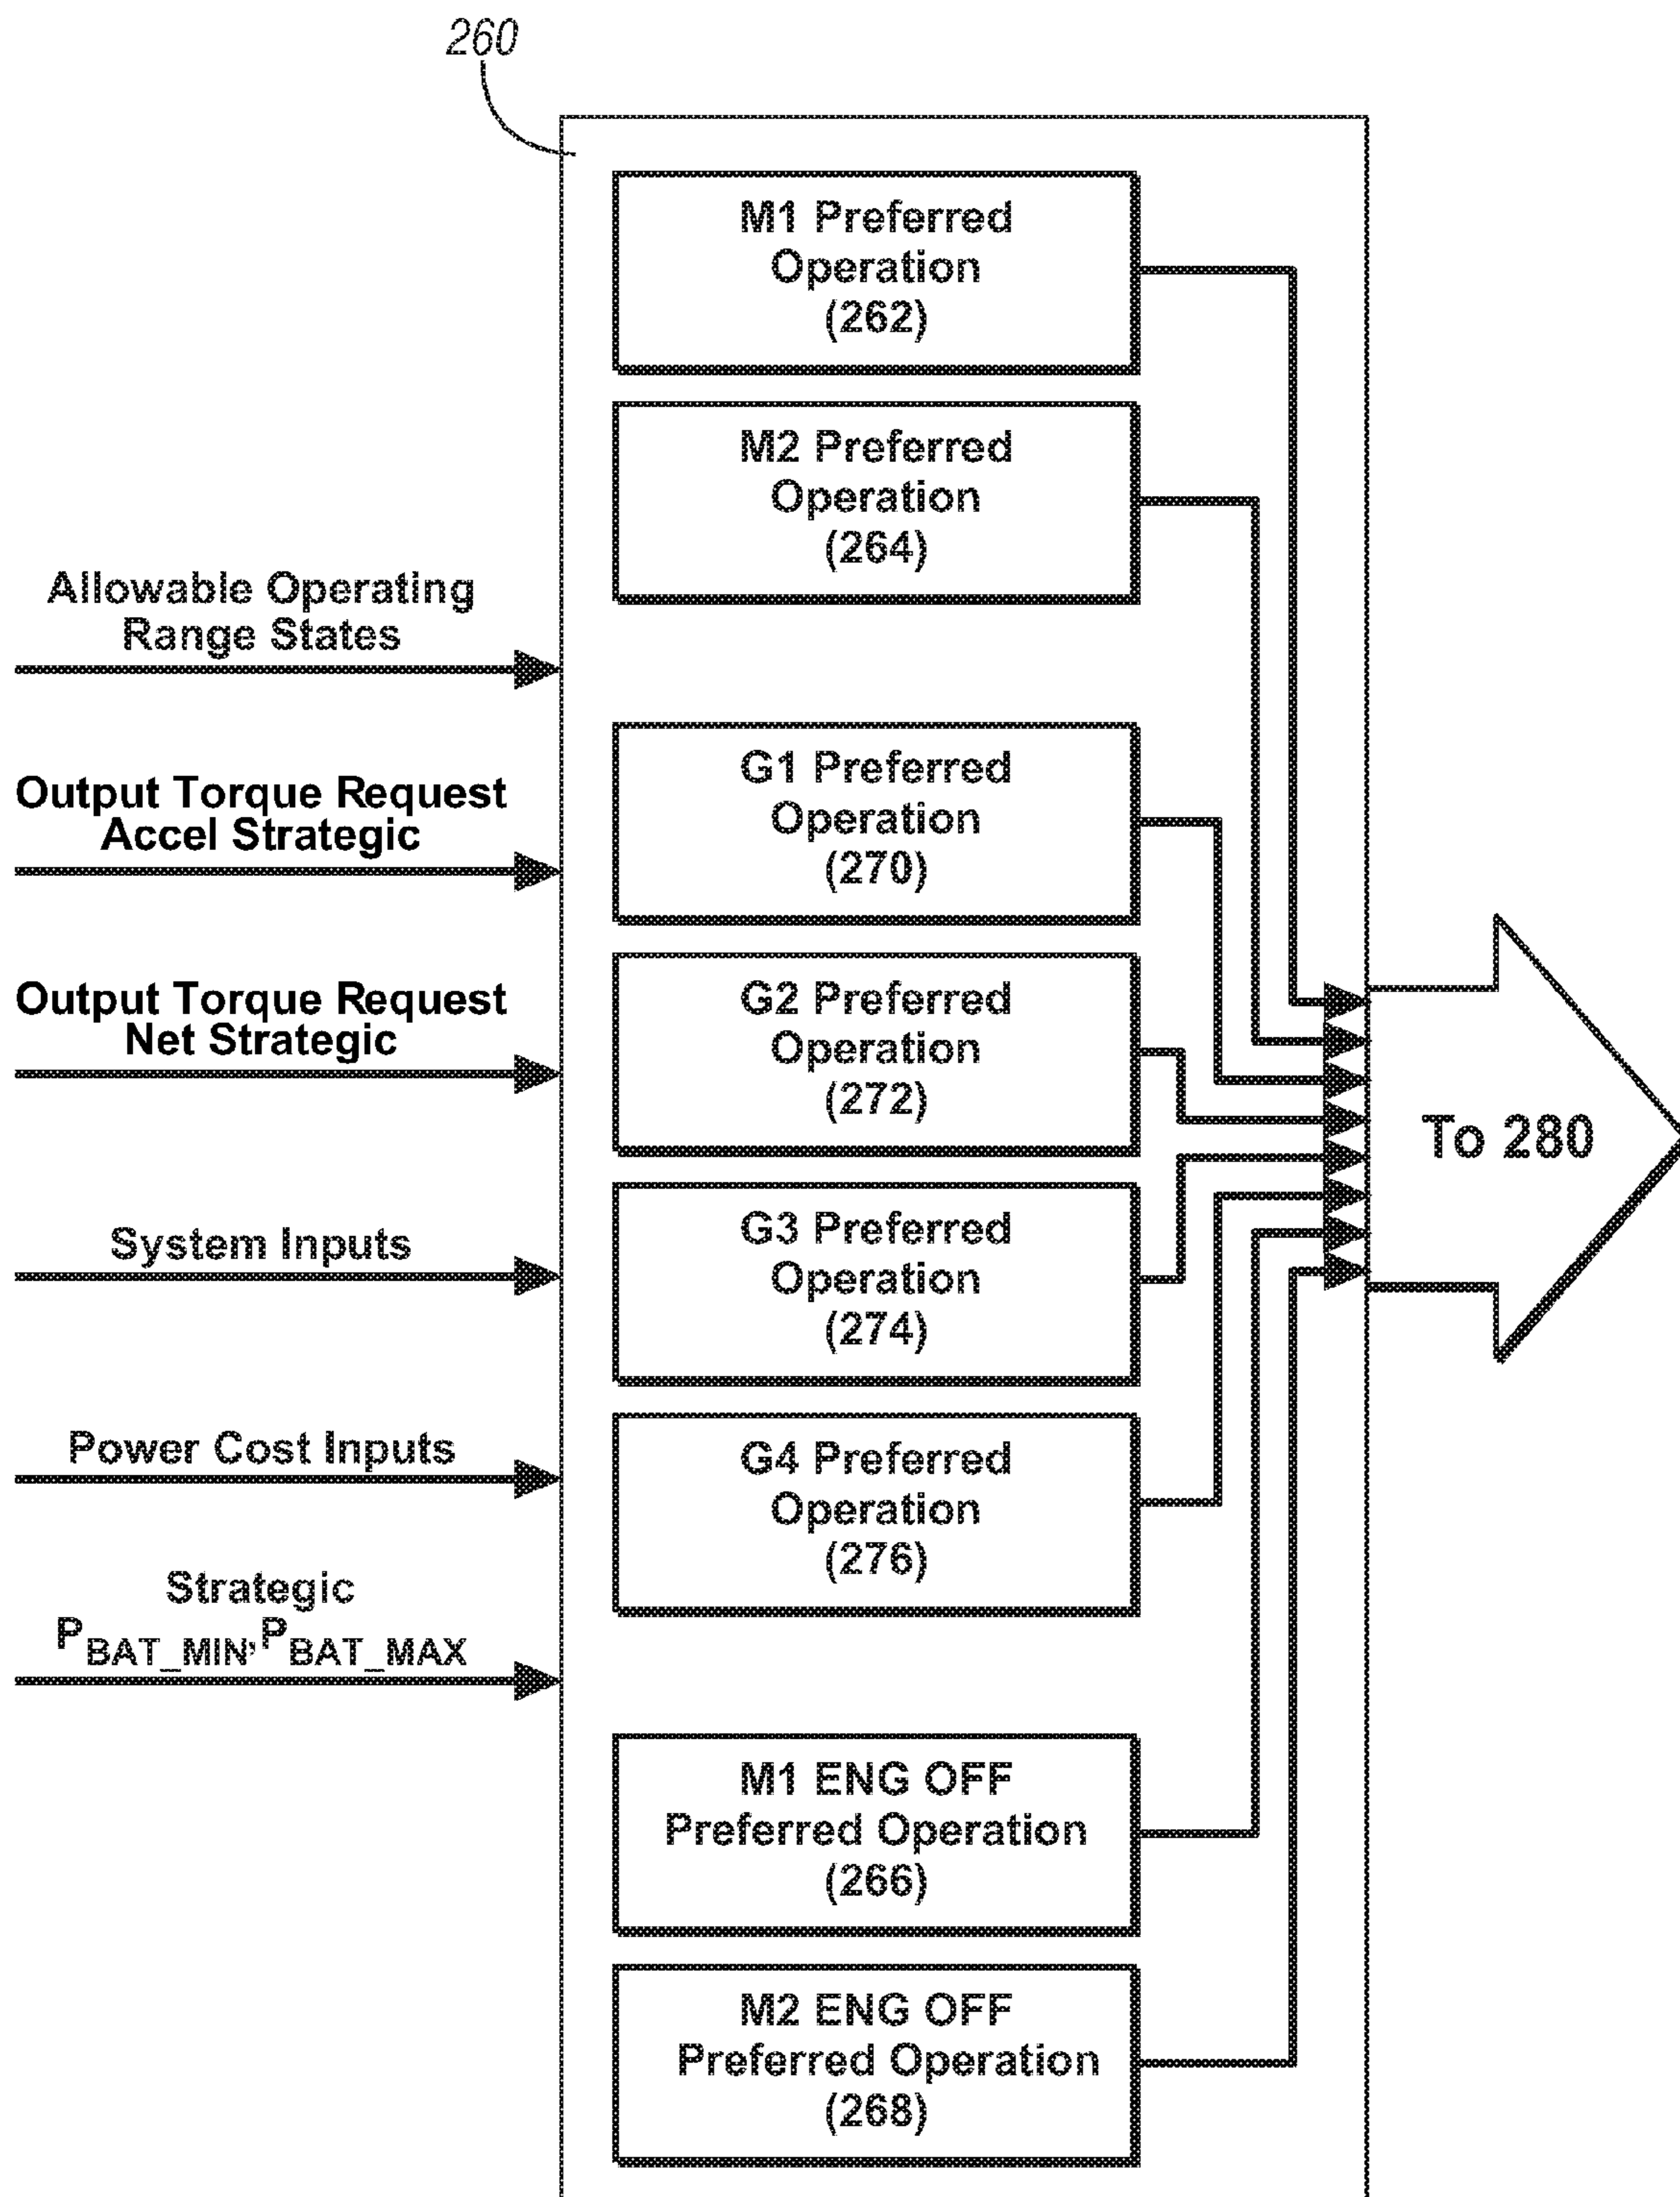 260
M1 Preferred
Operation
(262)
M2 Preferred
Operation
(264)
Allowable Operating
Range States
G1 Preferred
Operation
(270)
Output Torque Request
Accel Strategic
G2 Preferred
Operation
(272)
Output Torque Request
Net Strategic
To 280
G3 Preferred
Operation
(274)
System Inputs
G4 Preferred
Operation
(276)
Power Cost Inputs
Strategic
PBAT_MIN,PBAT_MAX
M1 ENG OFF
Preferred Operation
(266)
M2 ENG OFF
Preferred Operation
(268)